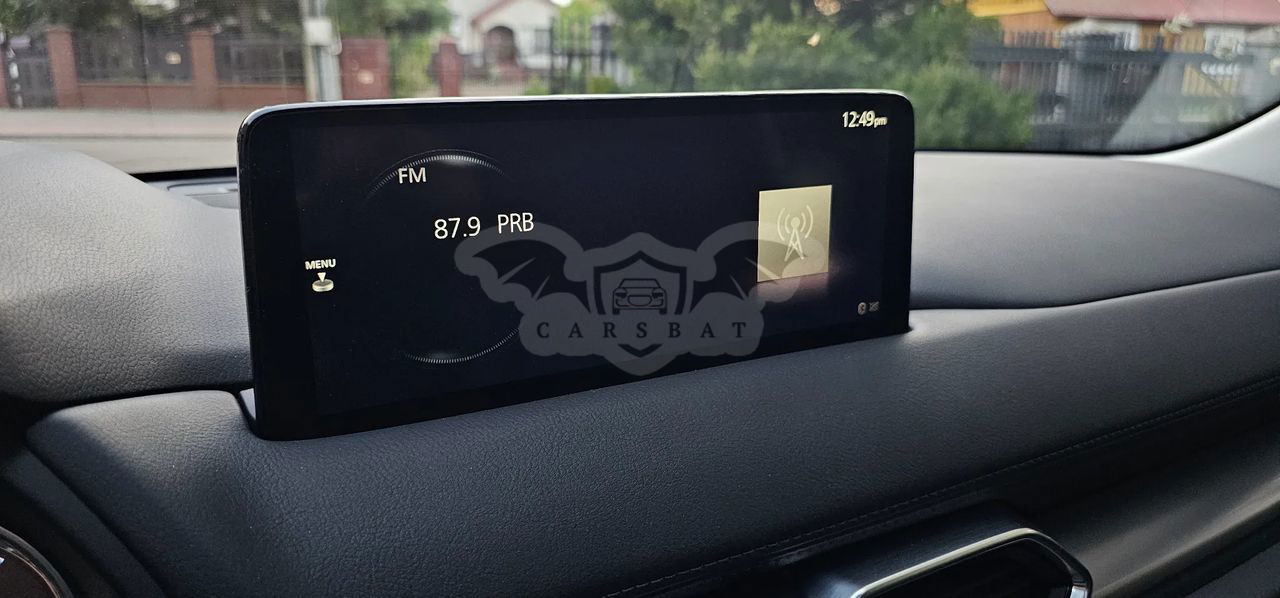 12:49pm
FM
87.9 PRB
MENU
CARSBAT